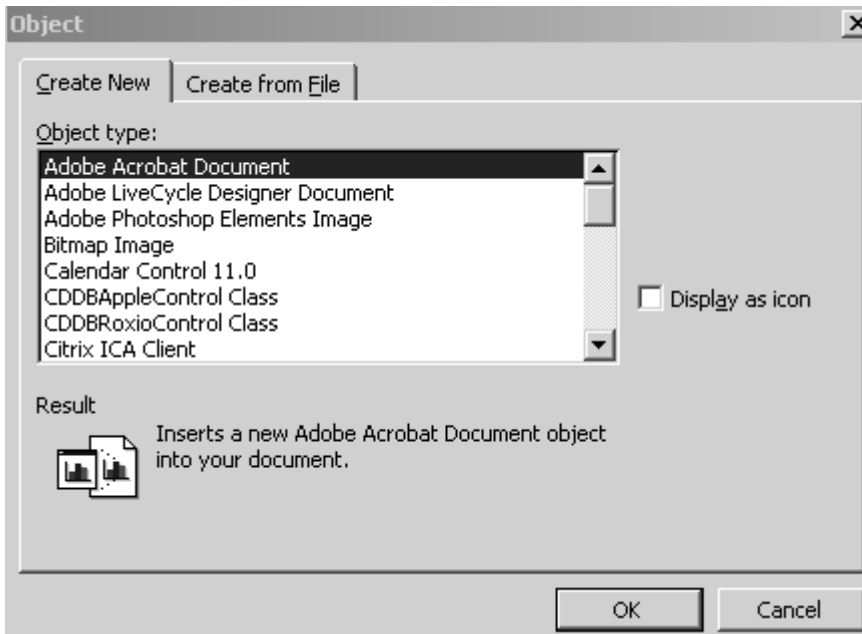 Object
Create New
Create from File
Object type:
Adobe Acrobat Document
Adobe LiveCycle Designer Document
Adobe Photoshop Elements Image
Bitmap Image
Calendar Control 11.0
CDDBAppleControl Class
CDDBRoxioControl Class
Citrix ICA Client
Display as icon
Result
Inserts a new Adobe Acrobat Document object
into your document.
OK
Cancel